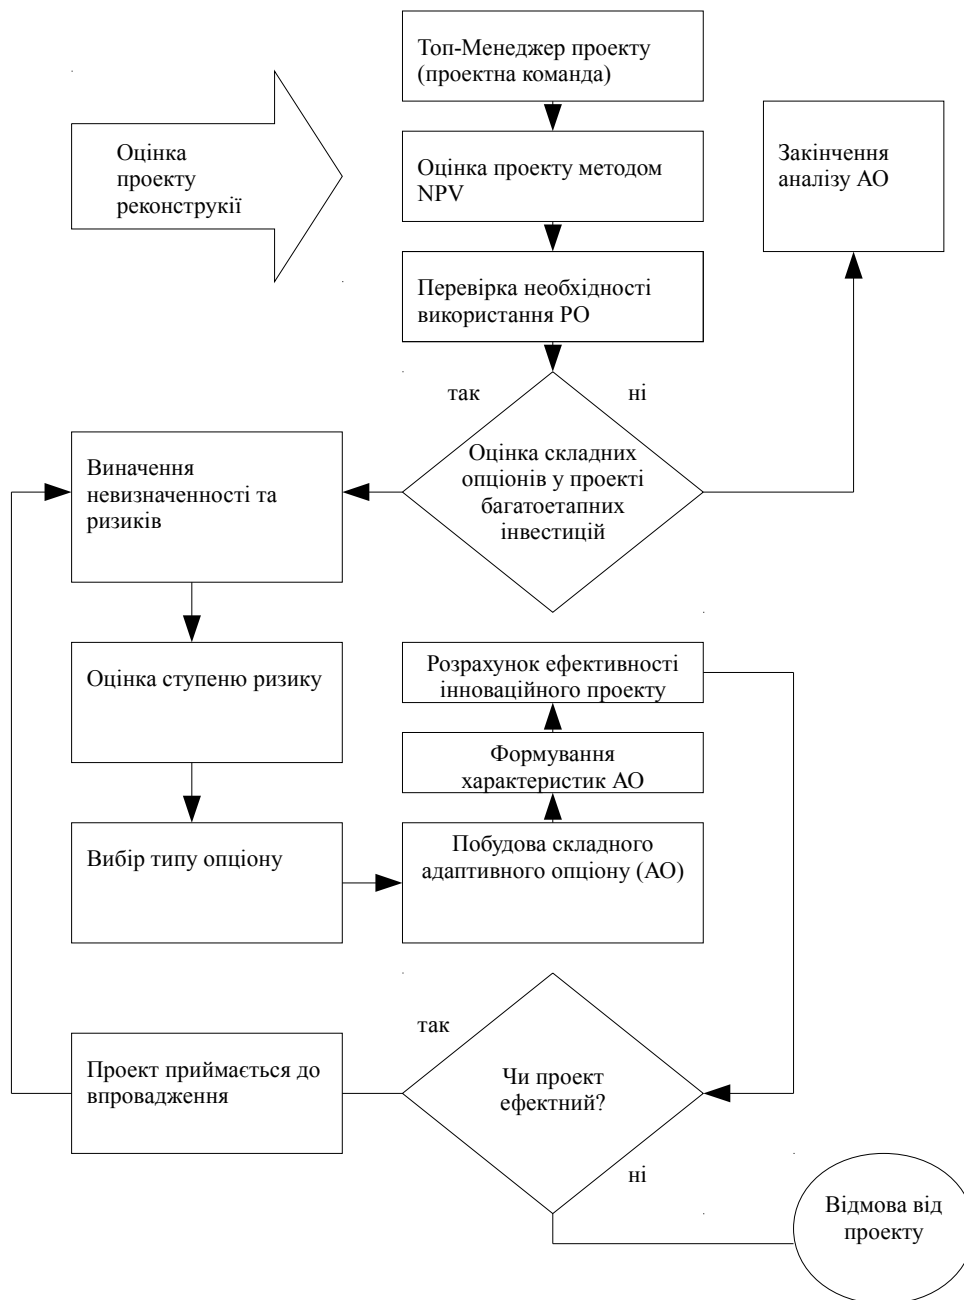 Топ-Менеджер проекту
(проектна команда)
Оцінка
проекту
реконструкії
Оцінка проекту методом
NPV
Закінчення
аналізу АО
Перевірка необхідності
використання РО
так
ні
Оцінка складних
опціонів у проекті
багатоетапних
інвестицій
Виначення
невизначенності та
ризиків
Оцінка ступеню ризику
Розрахунок ефективності
інноваційного проекту
Формування
характеристик АО
Вибір типу опціону
Побудова складного
адаптивного опціону (АО)
так
Проект приймається до
впровадження
Чи проект
ефектний?
ні
Відмова від
проекту